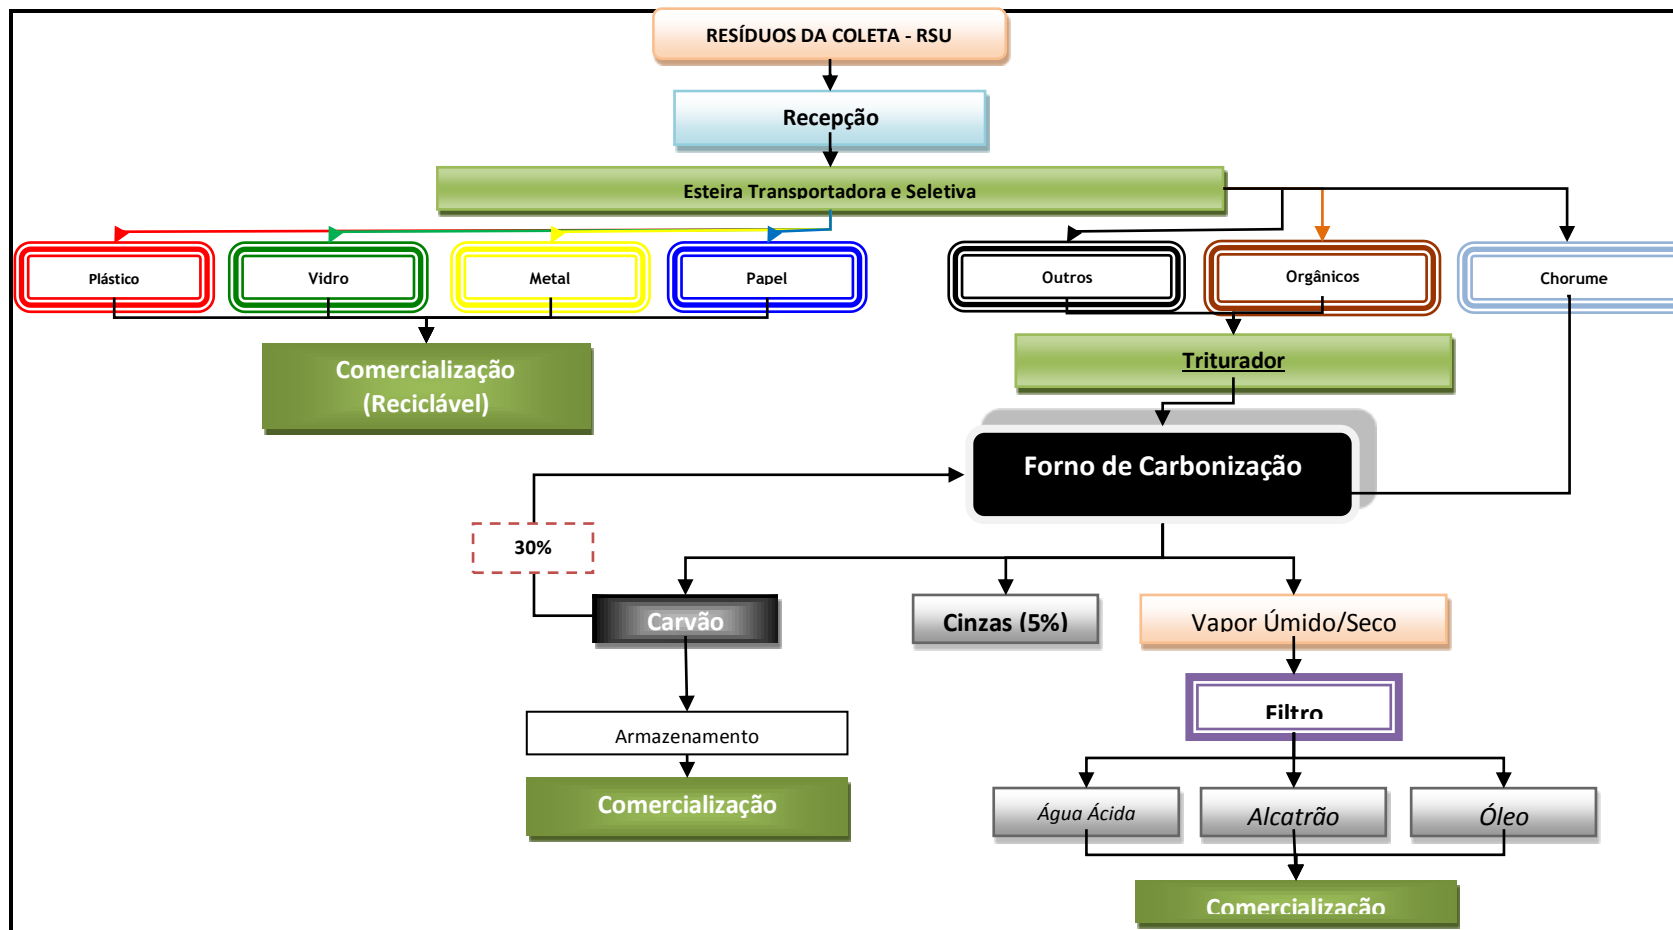 RESÍDUOS DA COLETA - RSU
Recepção
Esteira Transportadora e Seletiva
Plástico
Vidro
Metal
Papel
Outros
Orgânicos
Chorume
Comercialização
(Reciclável)
Triturador
Forno de Carbonização
30%
Carvão
Cinzas (5%)
Vapor Úmido/Seco
Filtro
Armazenamento
Comercialização
Água Ácida
Alcatrão
Óleo
Comercialização